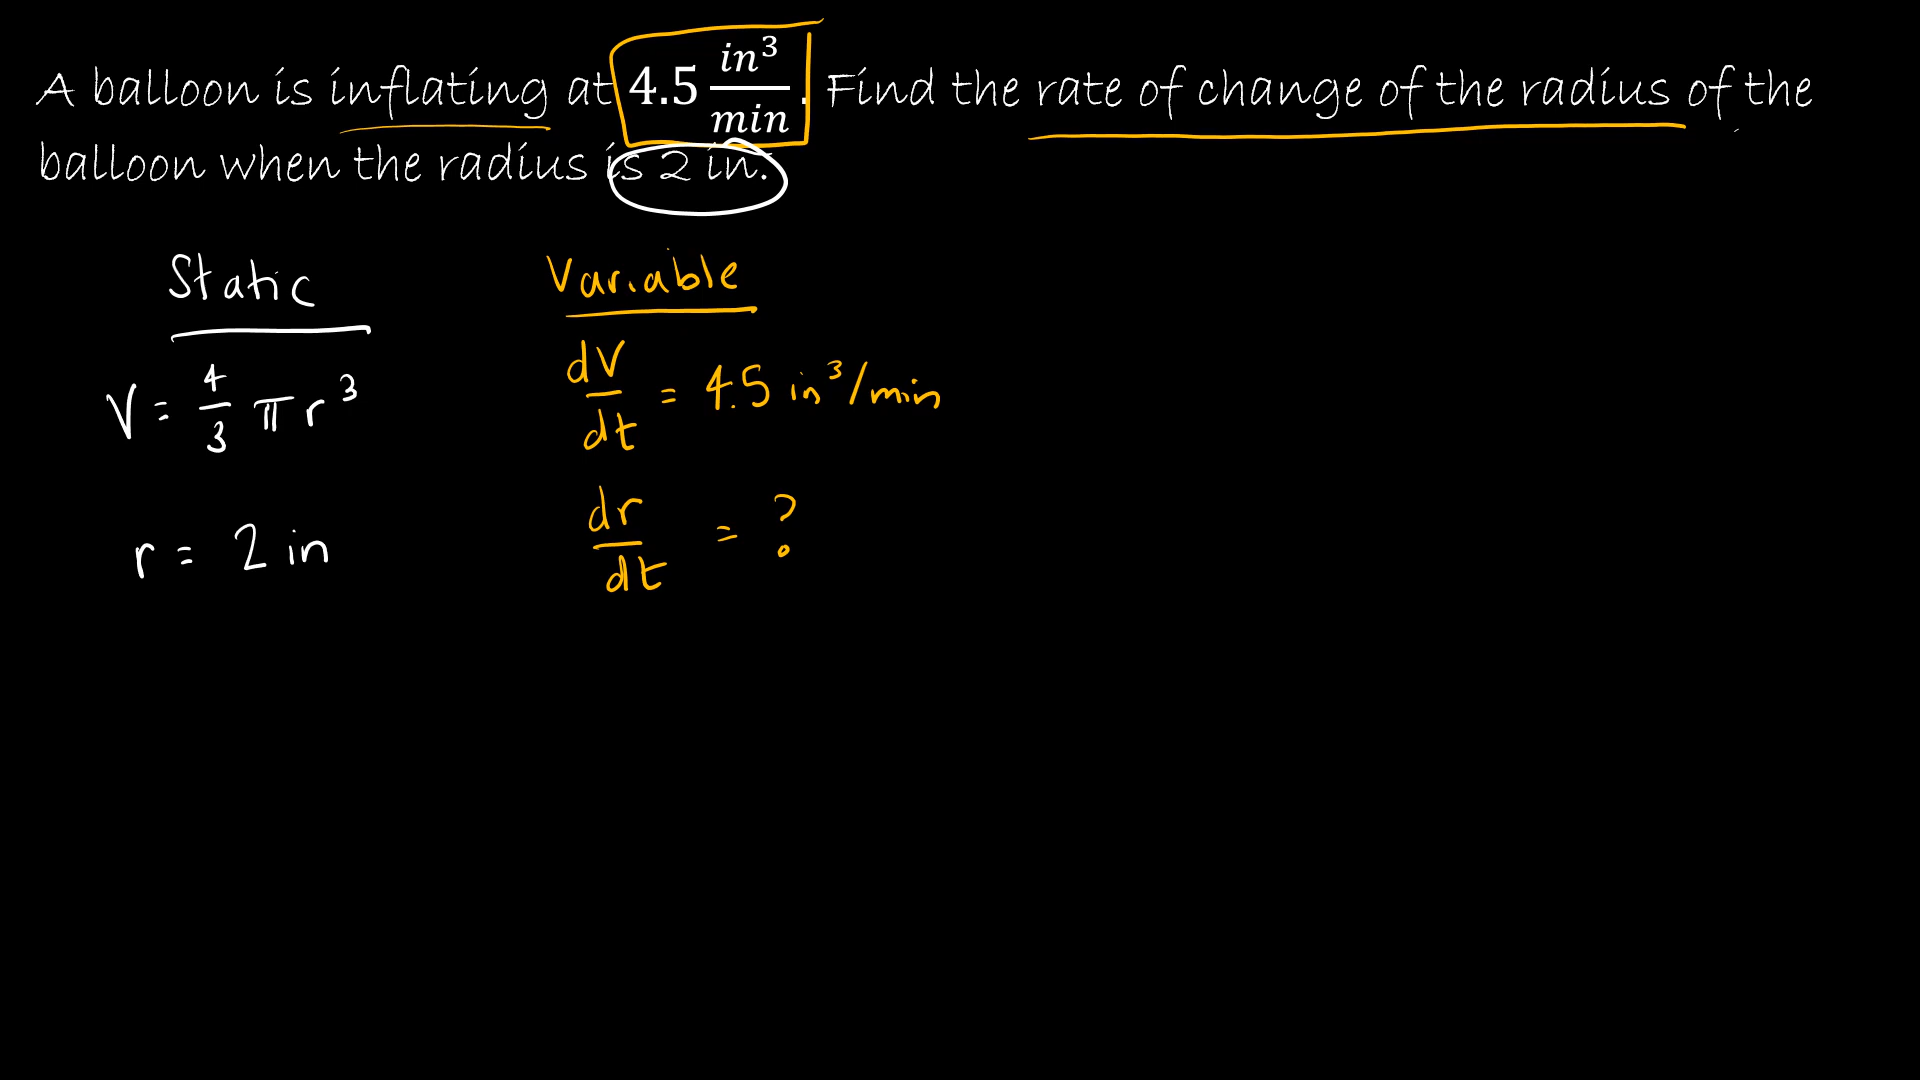 A balloon is inflating at 4.5 in³/min. Find the rate of change of the radius of the
balloon when the radius is 2 in.
Static
Variable
V = 4/3 π r³
dV/dt = 4.5 in³/min
r = 2 in
dr/dt = ?